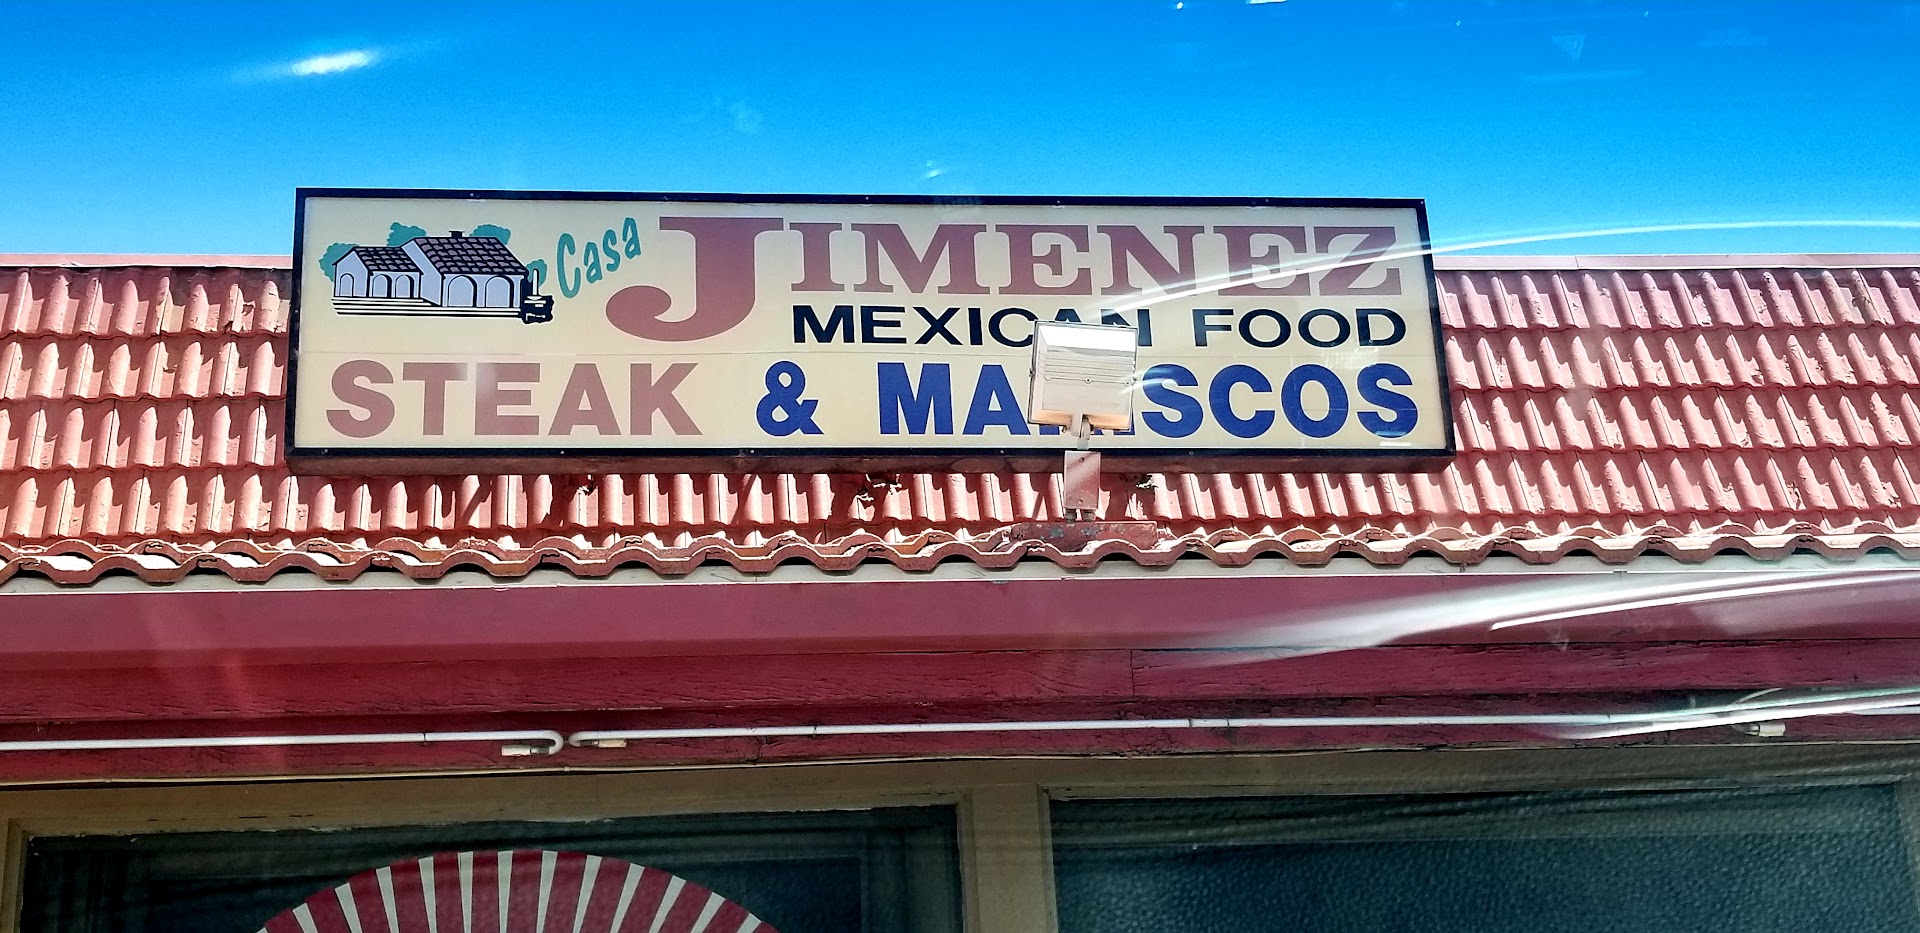 Casa JIMENEZ
MEXICAN FOOD
STEAK & MARISCOS